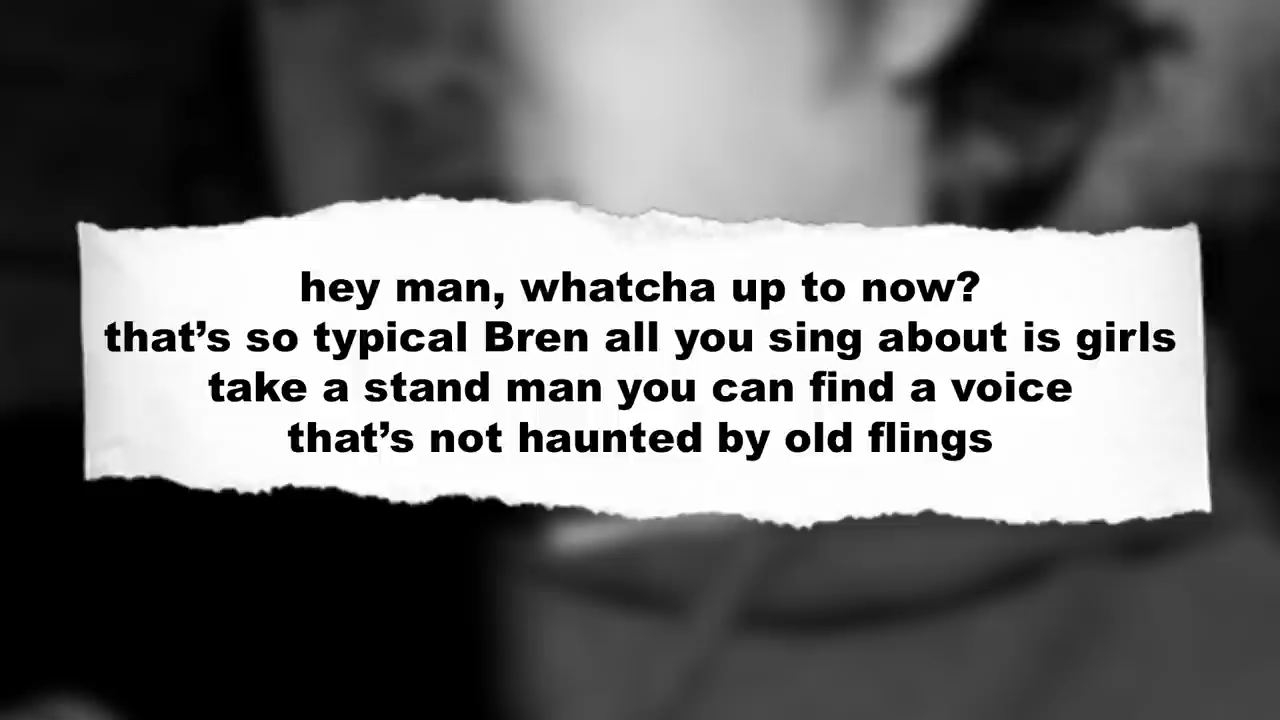 hey man, whatcha up to now?
that’s so typical Bren all you sing about is girls
take a stand man you can find a voice
that’s not haunted by old flings